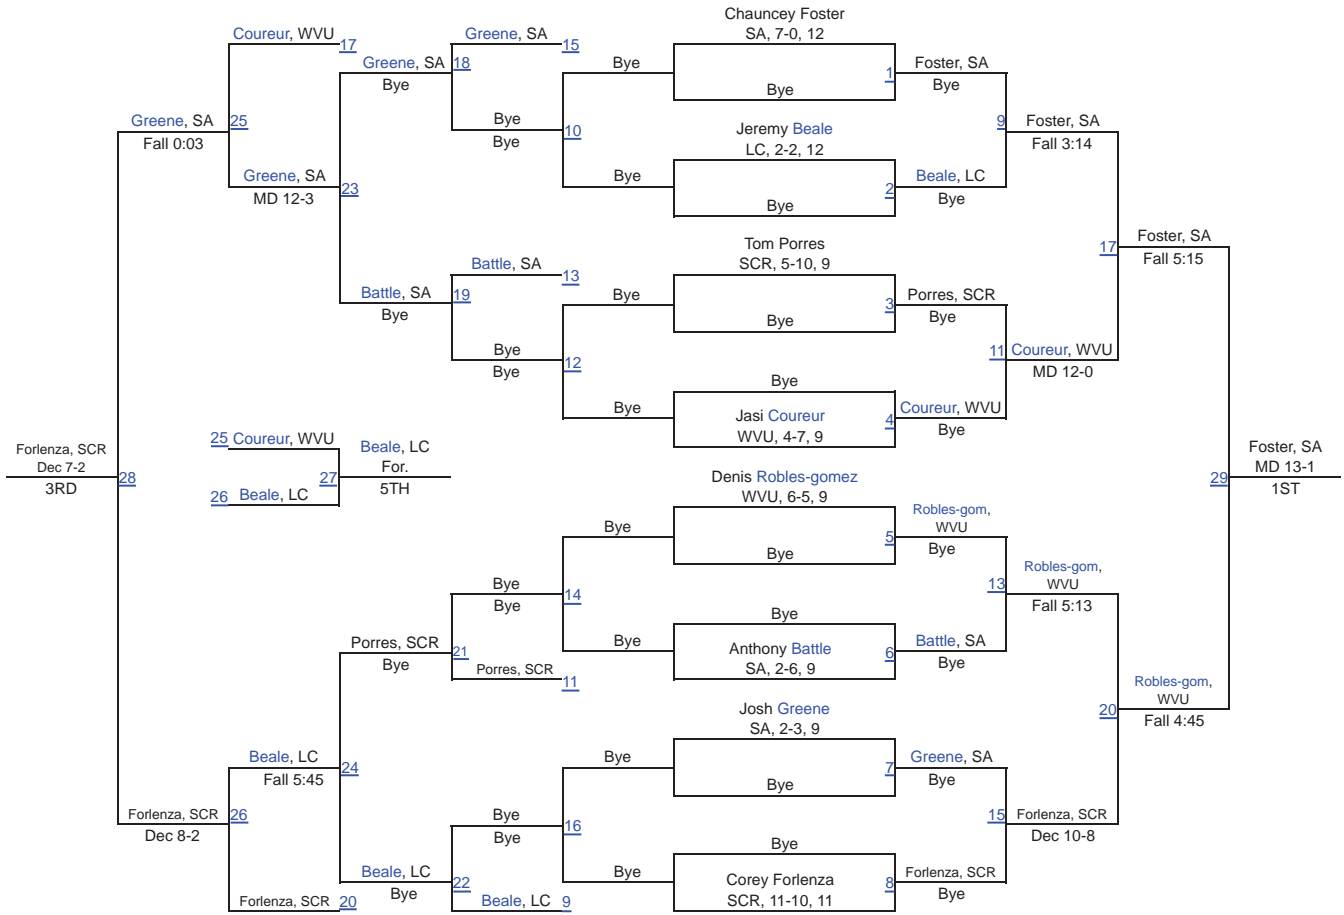 Chauncey Foster
SA, 7-0, 12
Coureur, WVU
17
Greene, SA
15
Greene, SA
18
Bye
Bye
1
Foster, SA
Bye
Bye
Greene, SA
25
Fall 0:03
Bye
Bye
10
Jeremy Beale
LC, 2-2, 12
9
Foster, SA
Fall 3:14
Greene, SA
23
MD 12-3
Bye
Bye
2
Beale, LC
Bye
Tom Porres
SCR, 5-10, 9
17
Foster, SA
Fall 5:15
Battle, SA
13
Battle, SA
19
Bye
Bye
Bye
3
Porres, SCR
Bye
Bye
Bye
12
11
Coureur, WVU
MD 12-0
Bye
Bye
Jasi Coureur
WVU, 4-7, 9
4
Coureur, WVU
Bye
Forlenza, SCR
Dec 7-2
3RD
28
25
Coureur, WVU
27
26
Beale, LC
Beale, LC
For.
5TH
Foster, SA
MD 13-1
1ST
29
Denis Robles-gomez
WVU, 6-5, 9
Bye
Bye
5
Robles-gom,
WVU
Bye
Bye
Bye
14
13
Robles-gom,
WVU
Fall 5:13
Bye
Bye
Anthony Battle
SA, 2-6, 9
6
Battle, SA
Bye
Porres, SCR
21
Bye
Porres, SCR
11
20
Robles-gom,
WVU
Fall 4:45
Josh Greene
SA, 2-3, 9
Beale, LC
24
Fall 5:45
Bye
Bye
7
Greene, SA
Bye
Forlenza, SCR
26
Dec 8-2
Bye
Bye
16
15
Forlenza, SCR
Dec 10-8
Bye
Bye
Corey Forlenza
SCR, 11-10, 11
8
Forlenza, SCR
Bye
Beale, LC
22
Bye
Forlenza, SCR
20
Beale, LC
9